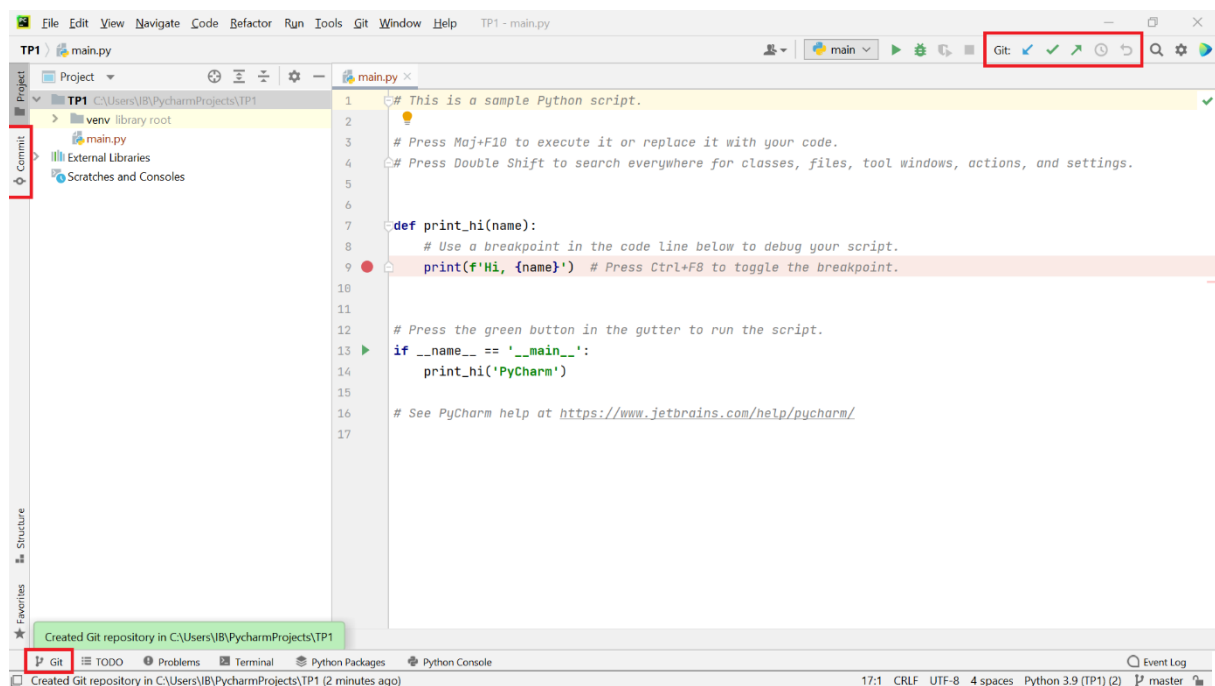 File Edit View Navigate Code Refactor Run Tools Git Window Help TP1 - main.py
TP1 main.py main Git:
Project
Commit
Structure
Favorites
Project
TP1 C:\Users\IB\PycharmProjects\TP1
venv library root
main.py
External Libraries
Scratches and Consoles
main.py
1 # This is a sample Python script.
2
3 # Press Maj+F10 to execute it or replace it with your code.
4 # Press Double Shift to search everywhere for classes, files, tool windows, actions, and settings.
5
6
7 def print_hi(name):
8 # Use a breakpoint in the code line below to debug your script.
9 print(f'Hi, {name}') # Press Ctrl+F8 to toggle the breakpoint.
10
11
12 # Press the green button in the gutter to run the script.
13 if __name__ == '__main__':
14 print_hi('PyCharm')
15
16 # See PyCharm help at https://www.jetbrains.com/help/pycharm/
17
Created Git repository in C:\Users\IB\PycharmProjects\TP1
Git TODO Problems Terminal Python Packages Python Console Event Log
Created Git repository in C:\Users\IB\PycharmProjects\TP1 (2 minutes ago) 17:1 CRLF UTF-8 4 spaces Python 3.9 (TP1) (2) master